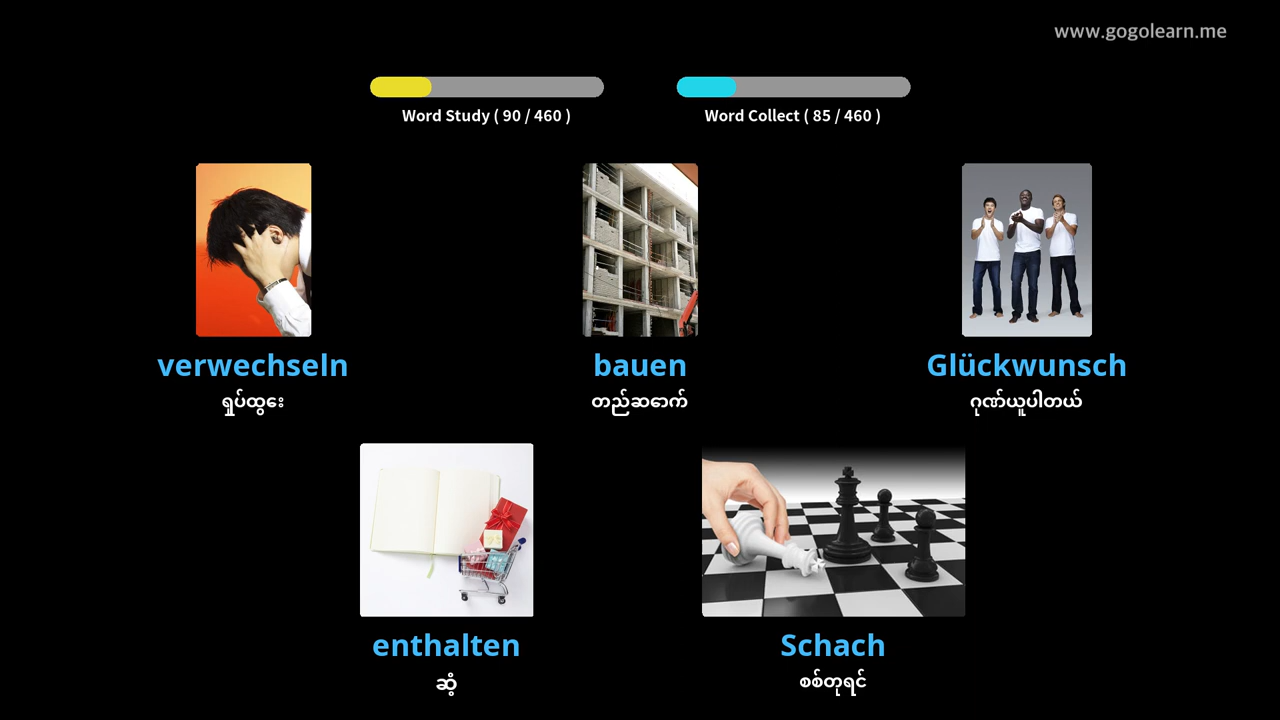 www.gogolearn.me
Word Study ( 90 / 460 )
Word Collect ( 85 / 460 )
verwechseln
ရှုပ်ထွေး
bauen
တည်ဆောက်
Glückwunsch
ဂုဏ်ယူပါတယ်
enthalten
ဆံ့
Schach
စစ်တုရင်